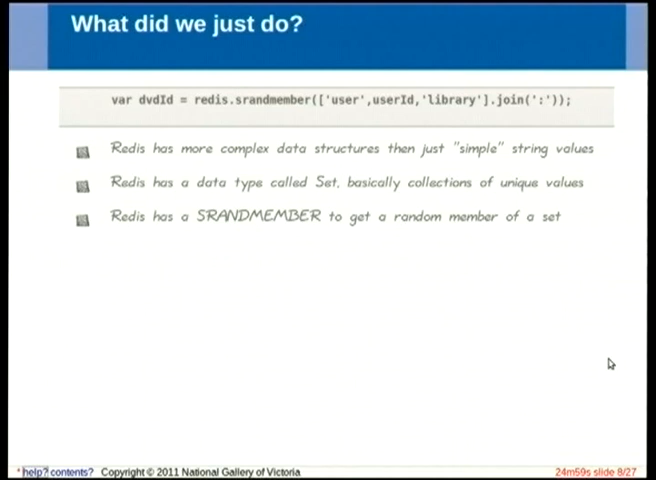 What did we just do?
var dvdId = redis.srandmember(['user',userId,'library'].join(':'));
Redis has more complex data structures then just "simple" string values
Redis has a data type called Set, basically collections of unique values
Redis has a SRANDMEMBER to get a random member of a set
* help? contents? Copyright © 2011 National Gallery of Victoria 24m59s slide 8/27